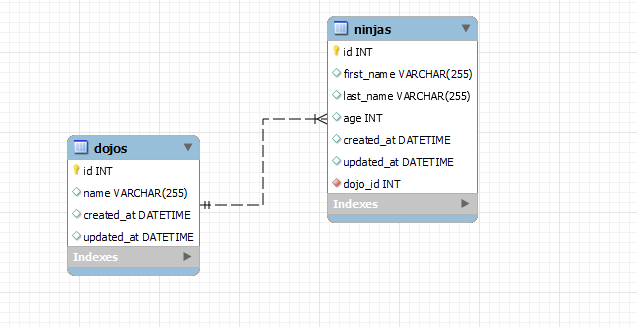 ninjas
id INT
first_name VARCHAR(255)
last_name VARCHAR(255)
age INT
created_at DATETIME
updated_at DATETIME
dojo_id INT
Indexes
dojos
id INT
name VARCHAR(255)
created_at DATETIME
updated_at DATETIME
Indexes